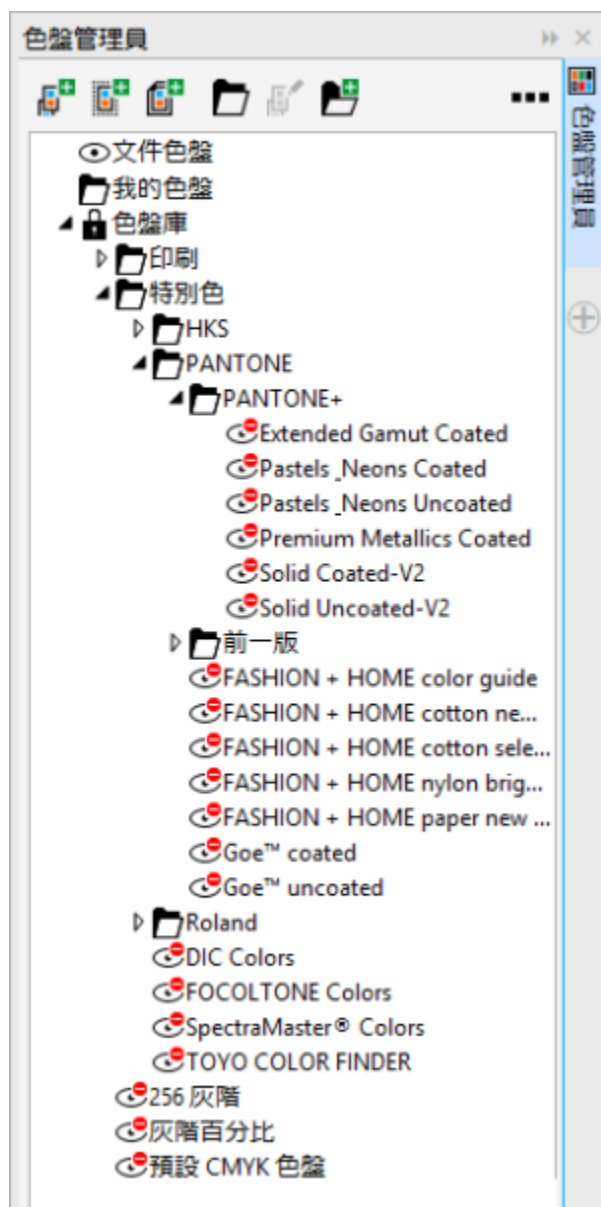 色盤管理員
色盤管理員
文件色盤
我的色盤
色盤庫
印刷
特別色
HKS
PANTONE
PANTONE+
Extended Gamut Coated
Pastels_Neons Coated
Pastels_Neons Uncoated
Premium Metallics Coated
Solid Coated-V2
Solid Uncoated-V2
前一版
FASHION + HOME color guide
FASHION + HOME cotton ne...
FASHION + HOME cotton sele...
FASHION + HOME nylon brig...
FASHION + HOME paper new ...
Goe™ coated
Goe™ uncoated
Roland
DIC Colors
FOCOLTONE Colors
SpectraMaster® Colors
TOYO COLOR FINDER
256 灰階
灰階百分比
預設 CMYK 色盤